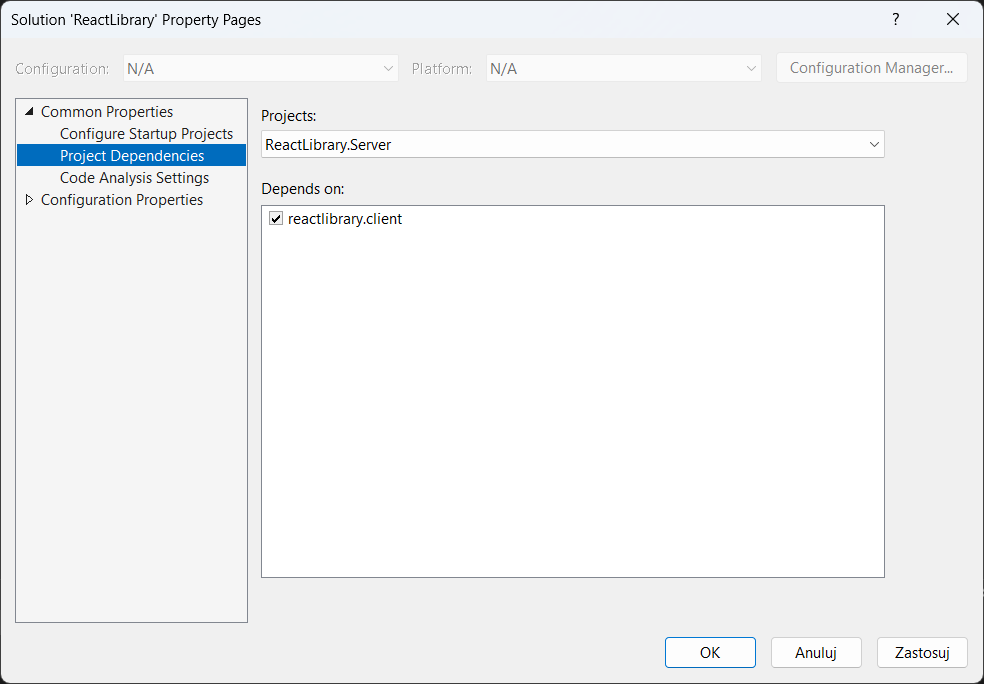 Solution 'ReactLibrary' Property Pages
?
Configuration:
N/A
Platform:
N/A
Configuration Manager...
Common Properties
Configure Startup Projects
Project Dependencies
Code Analysis Settings
Configuration Properties
Projects:
ReactLibrary.Server
Depends on:
reactlibrary.client
OK
Anuluj
Zastosuj